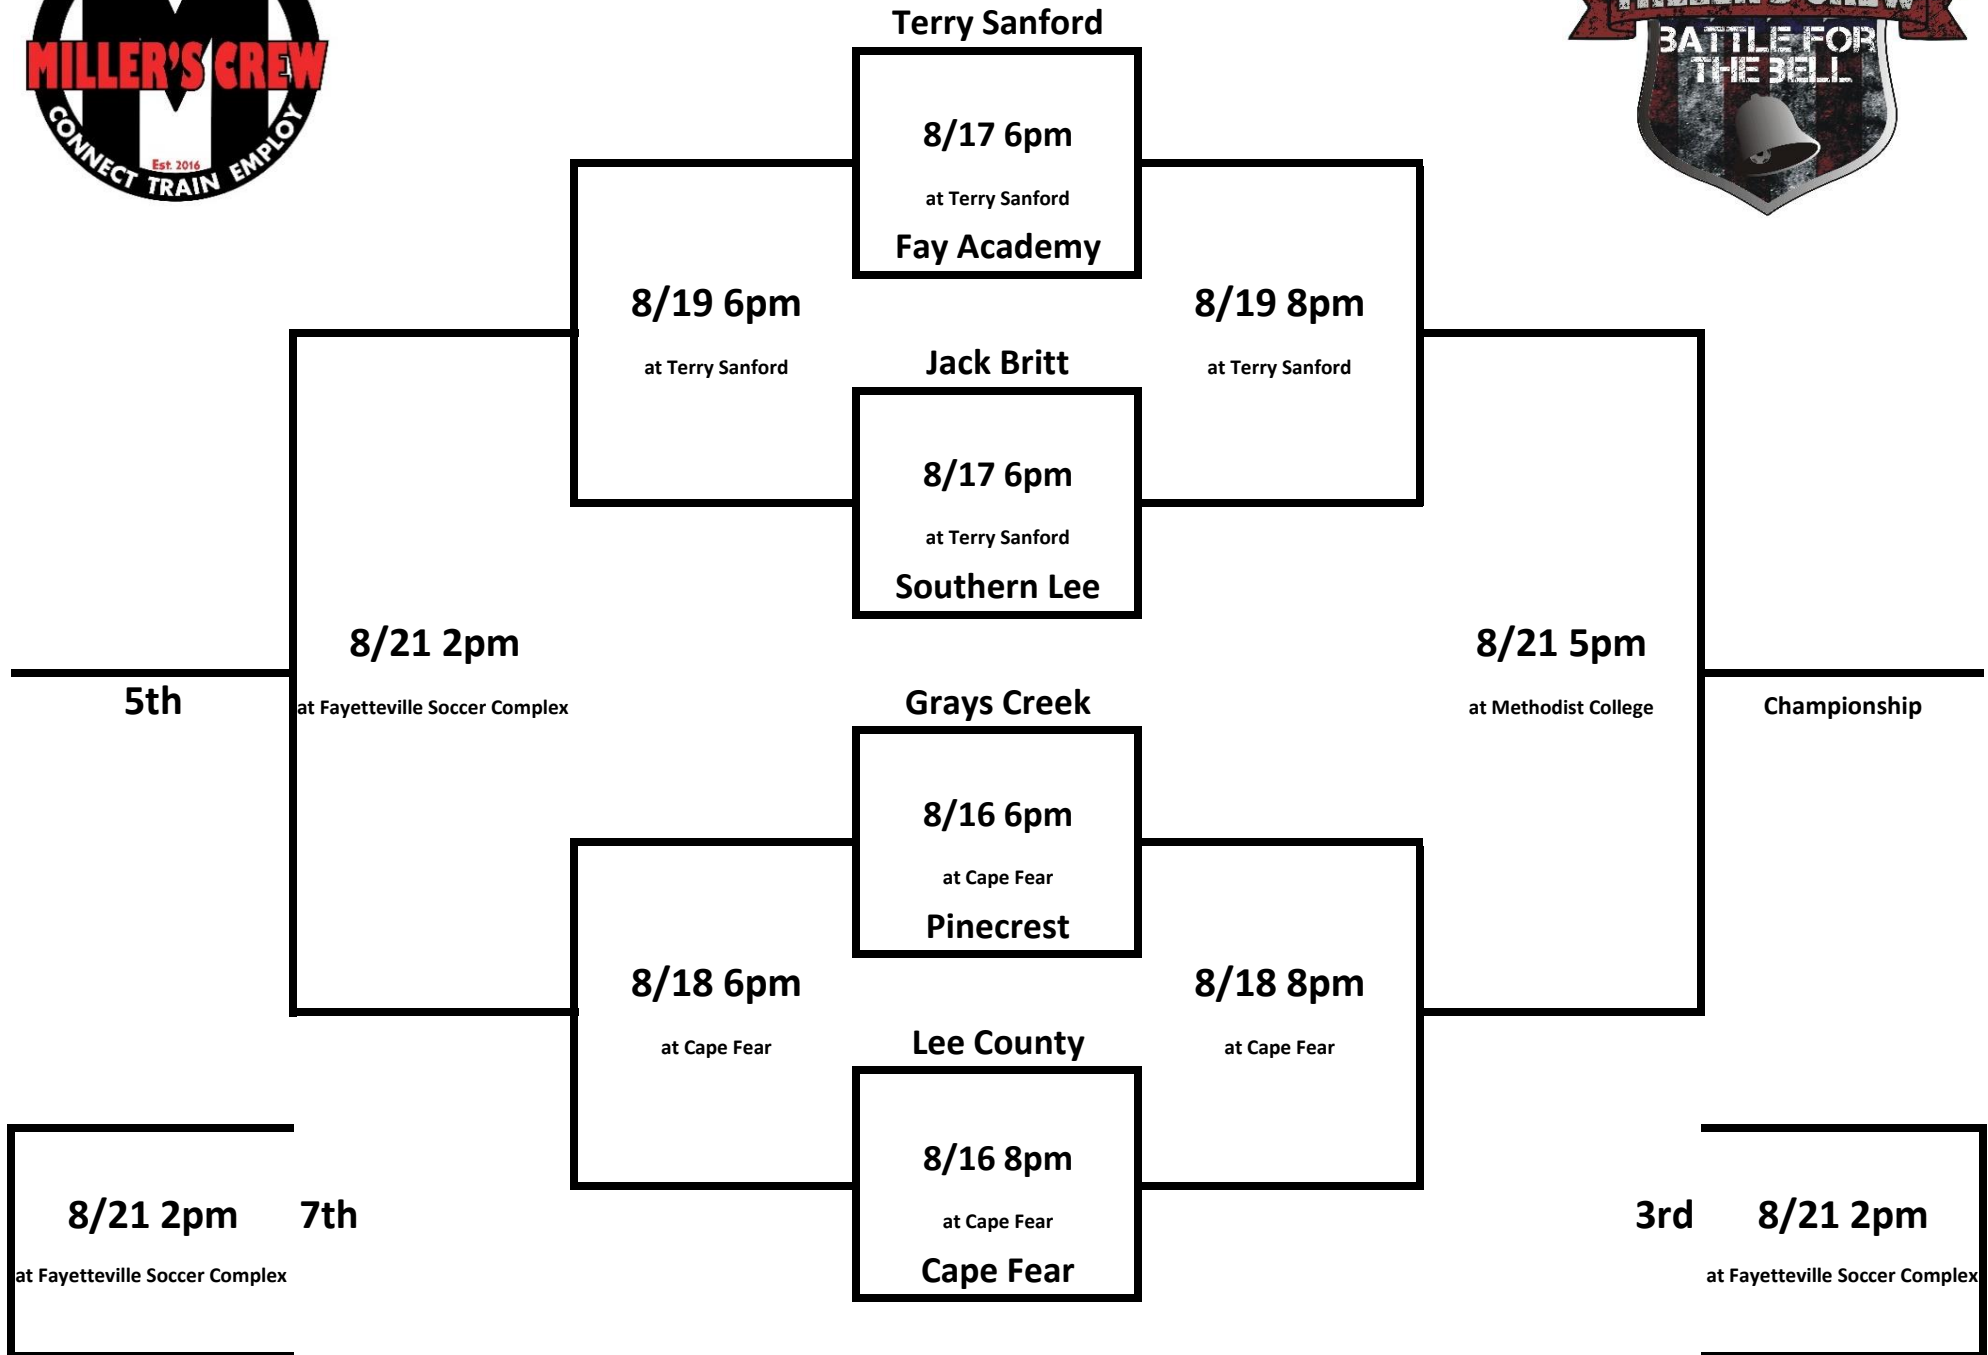 MILLER'S CREW
CONNECT TRAIN EMPLOY
Est. 2016
MILLER'S CREW
BATTLE FOR
THE BELL
Terry Sanford
8/17 6pm
at Terry Sanford
Fay Academy
8/19 6pm
at Terry Sanford
8/19 8pm
at Terry Sanford
Jack Britt
8/17 6pm
at Terry Sanford
Southern Lee
8/21 2pm
at Fayetteville Soccer Complex
5th
8/21 5pm
at Methodist College
Championship
Grays Creek
8/16 6pm
at Cape Fear
Pinecrest
8/18 6pm
at Cape Fear
8/18 8pm
at Cape Fear
Lee County
8/16 8pm
at Cape Fear
Cape Fear
8/21 2pm
at Fayetteville Soccer Complex
7th
3rd
8/21 2pm
at Fayetteville Soccer Complex